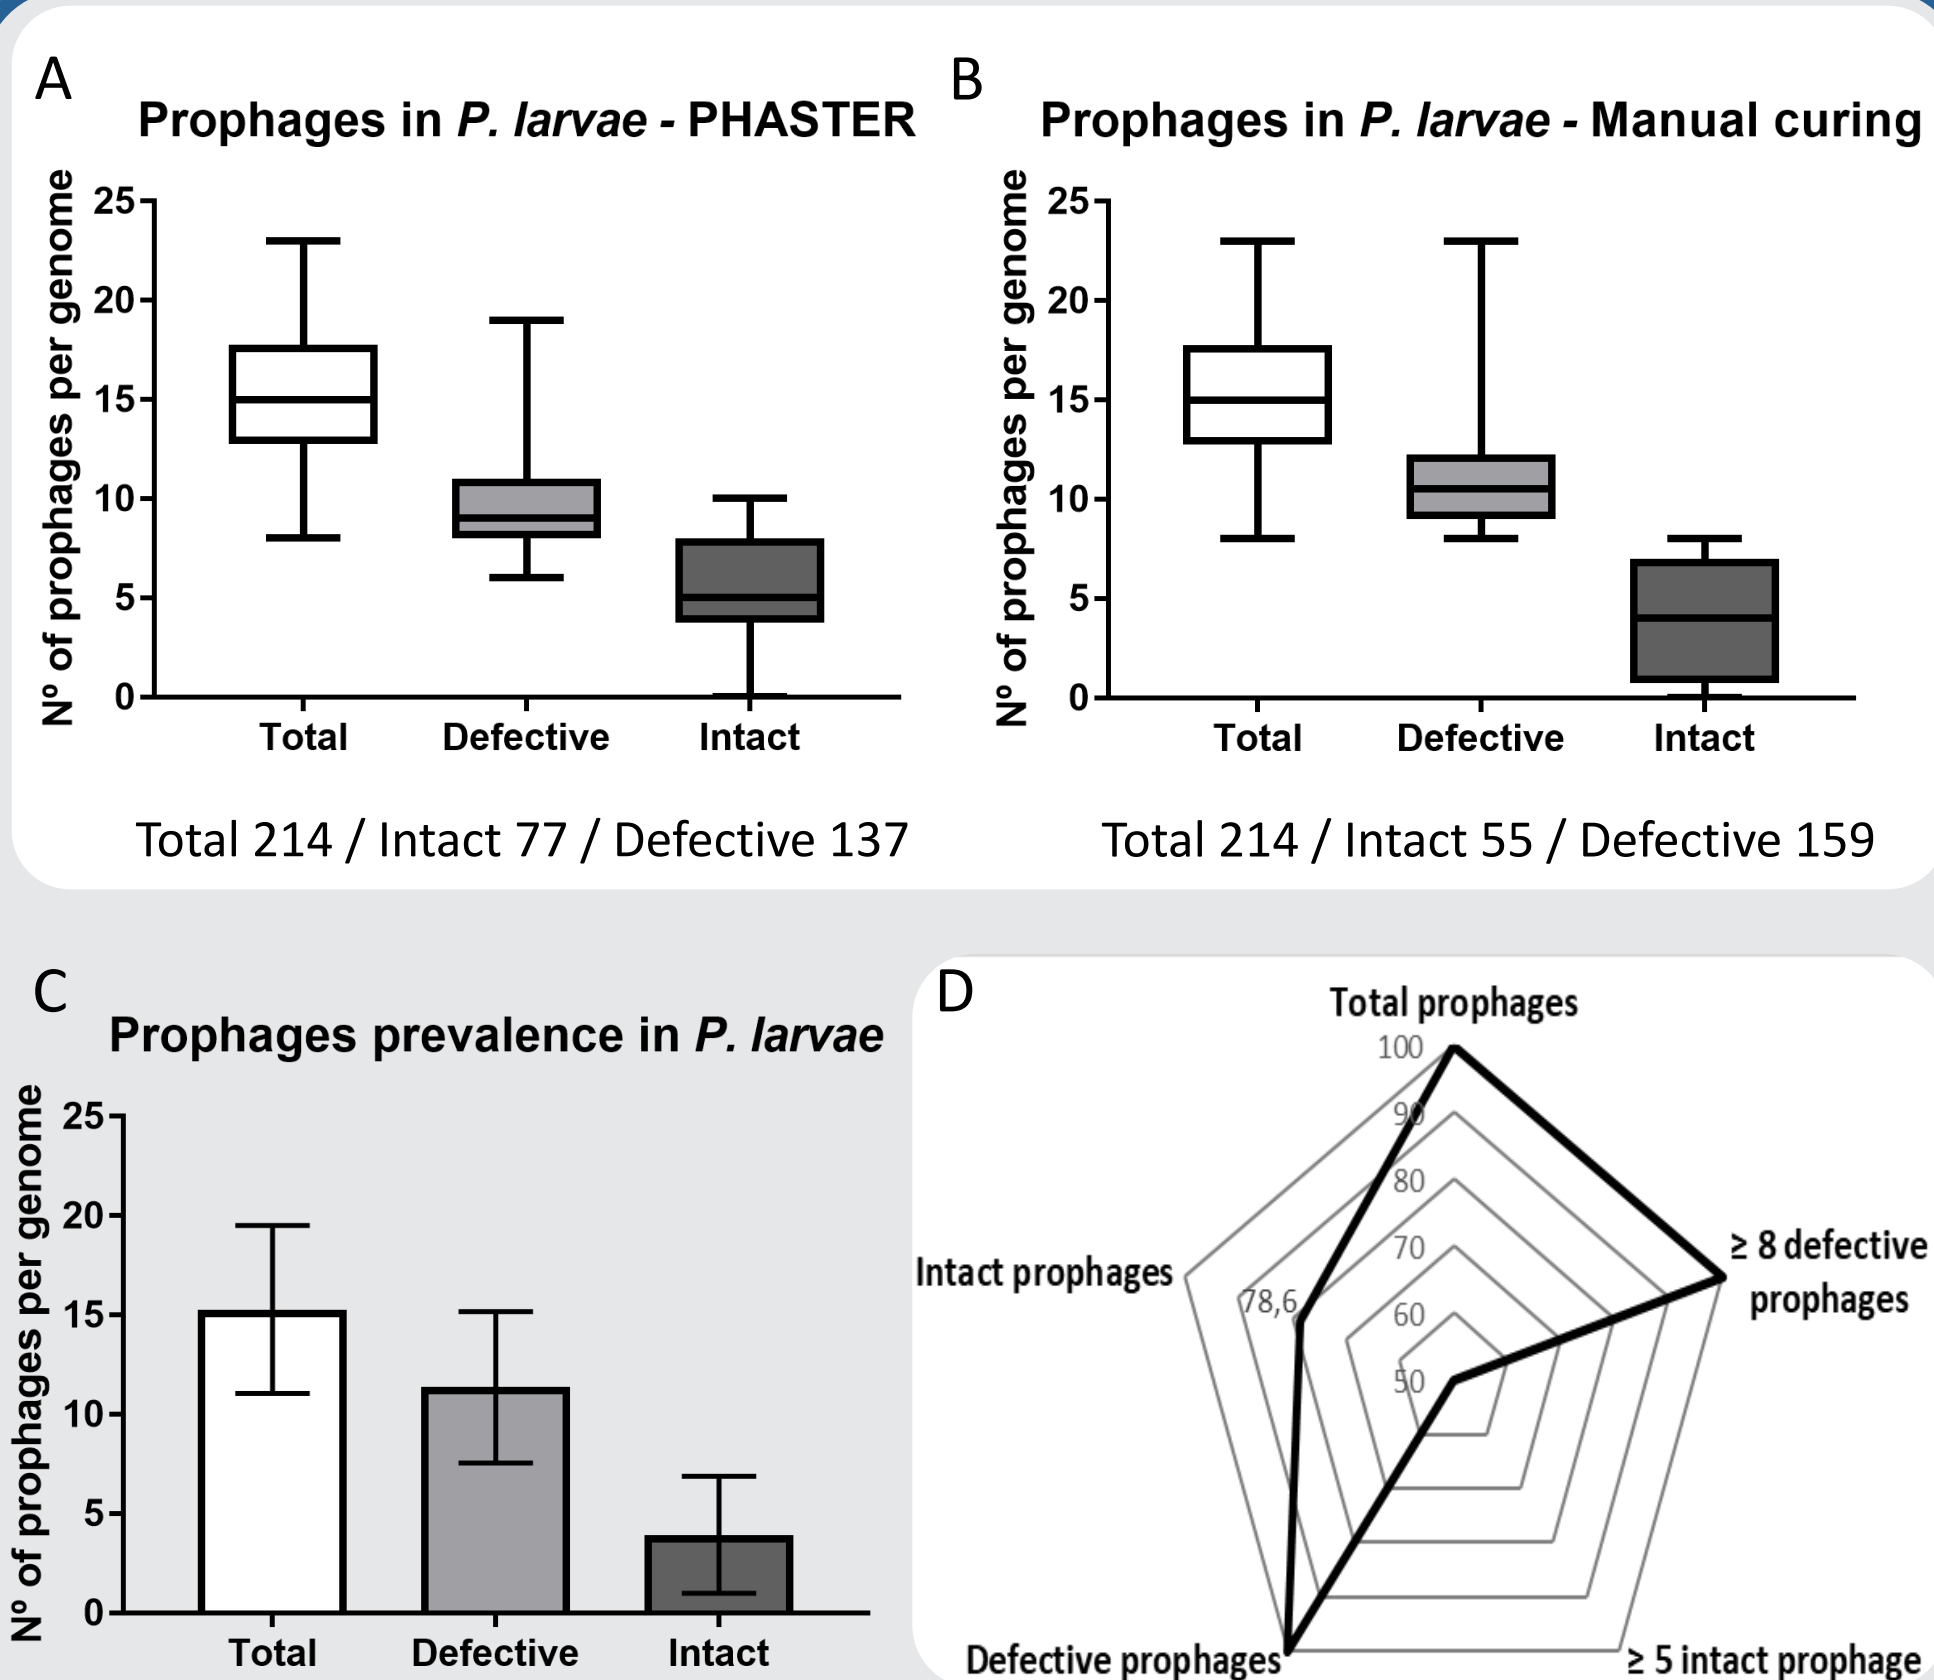 A
Prophages in P. larvae - PHASTER
Nº of prophages per genome
25
20
15
10
5
0
Total
Defective
Intact
Total 214 / Intact 77 / Defective 137
B
Prophages in P. larvae - Manual curing
Nº of prophages per genome
25
20
15
10
5
0
Total
Defective
Intact
Total 214 / Intact 55 / Defective 159
C
Prophages prevalence in P. larvae
Nº of prophages per genome
25
20
15
10
5
0
Total
Defective
Intact
D
Total prophages
100
90
80
70
60
50
≥ 8 defective
prophages
Intact prophages
78,6
Defective prophages
≥ 5 intact prophage